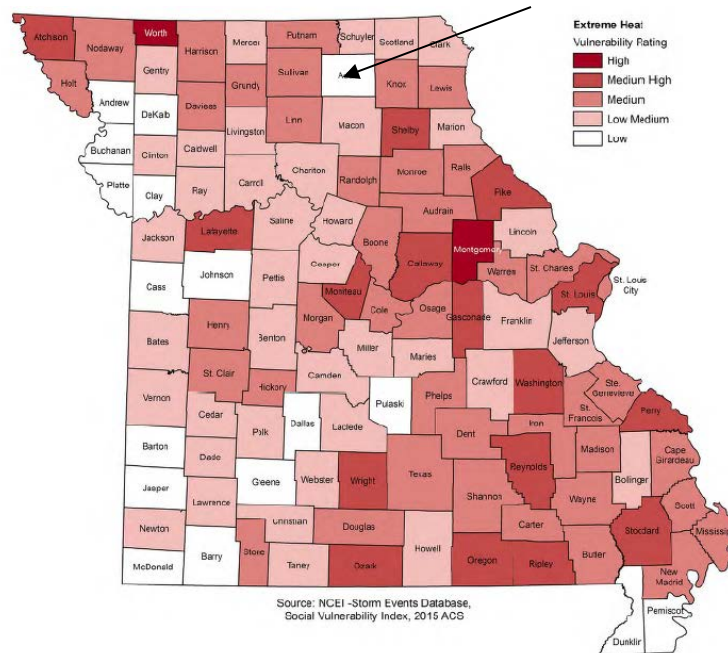 Extreme Heat
Vulnerability Rating
High
Medium High
Medium
Low Medium
Low
Atchison
Nodaway
Worth
Harrison
Mercer
Putnam
Schuyler
Scotland
Clark
Holt
Gentry
Sullivan
Knox
Lewis
Andrew
DeKalb
Daviess
Grundy
Linn
Macon
Shelby
Marion
Buchanan
Clinton
Caldwell
Livingston
Chariton
Randolph
Monroe
Ralls
Pike
Platte
Clay
Ray
Carroll
Audrain
Jackson
Lafayette
Saline
Howard
Boone
Callaway
Montgomery
Lincoln
Cass
Johnson
Pettis
Cooper
Moniteau
Cole
Osage
Gasconade
Warren
St. Charles
St. Louis
St. Louis
City
Bates
Henry
Benton
Morgan
Miller
Maries
Franklin
Jefferson
Vernon
St. Clair
Hickory
Camden
Pulaski
Phelps
Crawford
Washington
St.
Francois
Ste.
Genevieve
Perry
Barton
Cedar
Polk
Dallas
Laclede
Dent
Iron
Madison
Cape
Girardeau
Jasper
Dade
Greene
Webster
Wright
Texas
Shannon
Reynolds
Wayne
Bollinger
Scott
Newton
Lawrence
Christian
Douglas
Howell
Carter
Butler
Stoddard
Mississippi
McDonald
Barry
Stone
Taney
Ozark
Oregon
Ripley
New
Madrid
Pemiscot
Dunklin
Source: NCEI -Storm Events Database,
Social Vulnerability Index, 2015 ACS